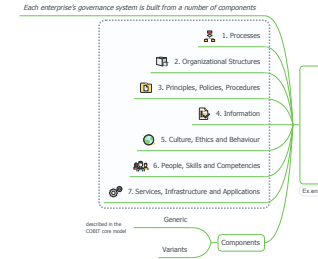 Each enterprise's governance system is built from a number of components
1. Processes
2. Organizational Structures
3. Principles, Policies, Procedures
4. Information
5. Culture, Ethics and Behaviour
6. People, Skills and Competencies
7. Services, Infrastructure and Applications
Ex.en
described in the
COBIT core model
Generic
Components
Variants